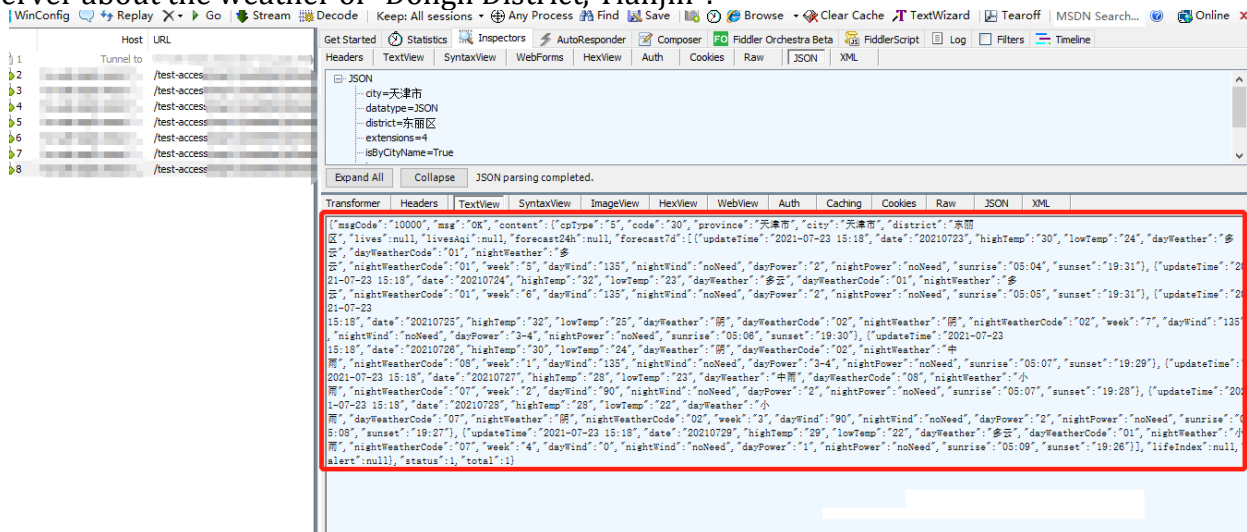 server about the weather of "Dongli District, Tianjin".
WinConfig Replay X Go Stream Decode Keep: All sessions Any Process Find Save Browse Clear Cache TextWizard Tearoff MSDN Search... Online
Host URL
1 Tunnel to
2 /test-acces
3 /test-acces
4 /test-access
5 /test-access
6 /test-access
7 /test-access
8 /test-access
Get Started Statistics Inspectors AutoResponder Composer FO Fiddler Orchestra Beta FiddlerScript Log Filters Timeline
Headers TextView SyntaxView WebForms HexView Auth Cookies Raw JSON XML
JSON
city=天津市
datatype=JSON
district=东丽区
extensions=4
isByCityName=True
Expand All Collapse JSON parsing completed.
Transformer Headers TextView SyntaxView ImageView HexView WebView Auth Caching Cookies Raw JSON XML
{"msgCode":"10000","msg":"OK","content":{"cpType":"5","code":"30","province":"天津市","city":"天津市","district":"东丽
区","lives":null,"livesAqi":null,"forecast24h":null,"forecast7d":[{"updateTime":"2021-07-23 15:18","date":"20210723","highTemp":"30","lowTemp":"24","dayWeather":"多
云","dayWeatherCode":"01","nightWeather":"多
云","nightWeatherCode":"01","week":"5","dayWind":"135","nightWind":"noNeed","dayPower":"2","nightPower":"noNeed","sunrise":"05:04","sunset":"19:31"},{"updateTime":"20
21-07-23 15:18","date":"20210724","highTemp":"32","lowTemp":"23","dayWeather":"多云","dayWeatherCode":"01","nightWeather":"多
云","nightWeatherCode":"01","week":"6","dayWind":"135","nightWind":"noNeed","dayPower":"2","nightPower":"noNeed","sunrise":"05:05","sunset":"19:31"},{"updateTime":"20
21-07-23
15:18","date":"20210725","highTemp":"32","lowTemp":"25","dayWeather":"阴","dayWeatherCode":"02","nightWeather":"阴","nightWeatherCode":"02","week":"7","dayWind":"135"
,"nightWind":"noNeed","dayPower":"3-4","nightPower":"noNeed","sunrise":"05:06","sunset":"19:30"},{"updateTime":"2021-07-23
15:18","date":"20210726","highTemp":"30","lowTemp":"24","dayWeather":"阴","dayWeatherCode":"02","nightWeather":"中
雨","nightWeatherCode":"08","week":"1","dayWind":"135","nightWind":"noNeed","dayPower":"3-4","nightPower":"noNeed","sunrise":"05:07","sunset":"19:29"},{"updateTime":"
2021-07-23 15:18","date":"20210727","highTemp":"28","lowTemp":"23","dayWeather":"中雨","dayWeatherCode":"08","nightWeather":"小
雨","nightWeatherCode":"07","week":"2","dayWind":"90","nightWind":"noNeed","dayPower":"2","nightPower":"noNeed","sunrise":"05:07","sunset":"19:28"},{"updateTime":"202
1-07-23 15:18","date":"20210728","highTemp":"28","lowTemp":"22","dayWeather":"小
雨","dayWeatherCode":"07","nightWeather":"阴","nightWeatherCode":"02","week":"3","dayWind":"90","nightWind":"noNeed","dayPower":"2","nightPower":"noNeed","sunrise":"0
5:08","sunset":"19:27"},{"updateTime":"2021-07-23 15:18","date":"20210729","highTemp":"29","lowTemp":"22","dayWeather":"多云","dayWeatherCode":"01","nightWeather":"小
雨","nightWeatherCode":"07","week":"4","dayWind":"0","nightWind":"noNeed","dayPower":"1","nightPower":"noNeed","sunrise":"05:09","sunset":"19:26"}],"lifeIndex":null,"
alert":null},"status":1,"total":1}